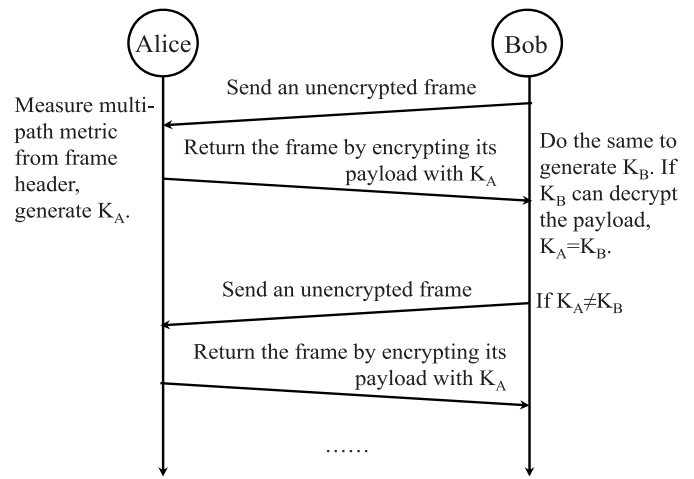 Alice
Bob
Send an unencrypted frame
Measure multi-
path metric
from frame
header,
generate K_A.
Return the frame by encrypting its
payload with K_A
Do the same to
generate K_B. If
K_B can decrypt
the payload,
K_A=K_B.
Send an unencrypted frame
If K_A≠K_B
Return the frame by encrypting its
payload with K_A
......